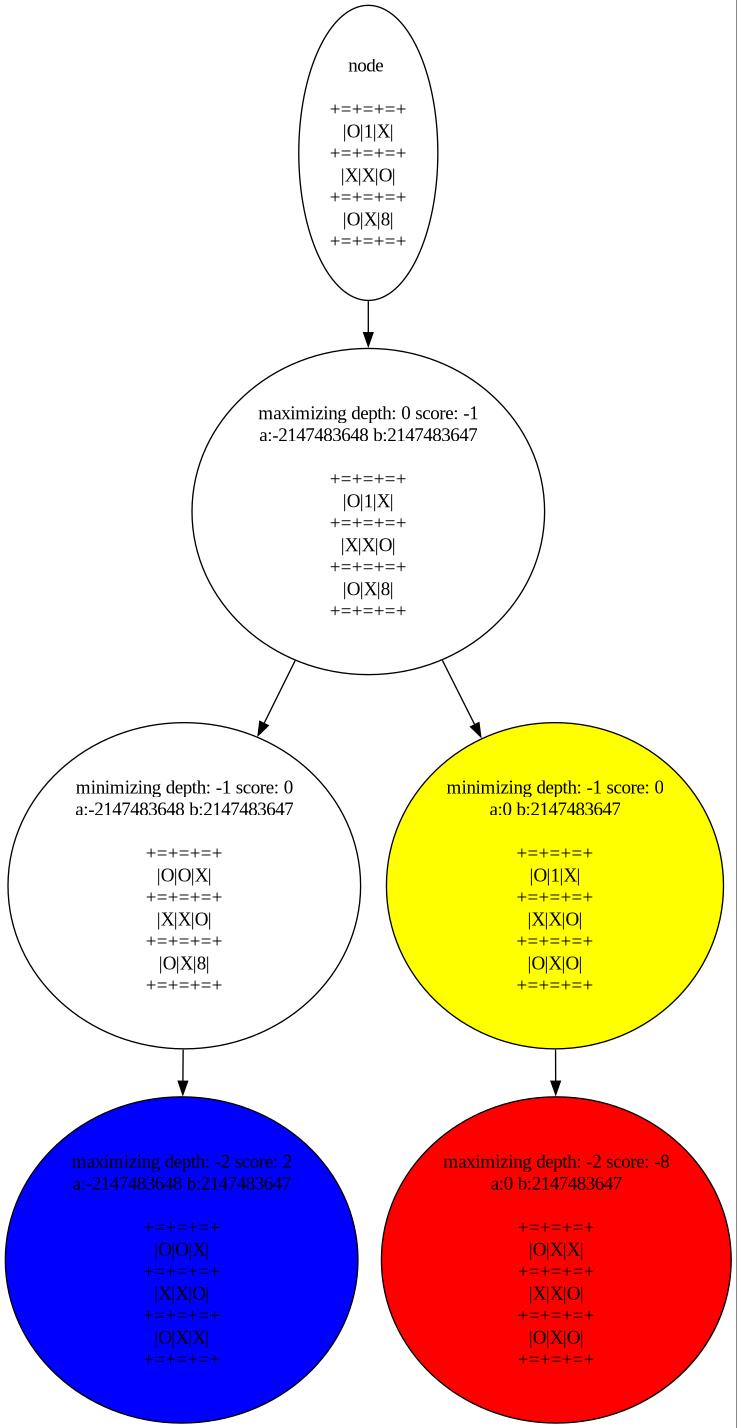 node
+=+=+=+
|O|1|X|
+=+=+=+
|X|X|O|
+=+=+=+
|O|X|8|
+=+=+=+
maximizing depth: 0 score: -1
a:-2147483648 b:2147483647
+=+=+=+
|O|1|X|
+=+=+=+
|X|X|O|
+=+=+=+
|O|X|8|
+=+=+=+
minimizing depth: -1 score: 0
a:-2147483648 b:2147483647
+=+=+=+
|O|O|X|
+=+=+=+
|X|X|O|
+=+=+=+
|O|X|8|
+=+=+=+
minimizing depth: -1 score: 0
a:0 b:2147483647
+=+=+=+
|O|1|X|
+=+=+=+
|X|X|O|
+=+=+=+
|O|X|O|
+=+=+=+
maximizing depth: -2 score: 2
a:-2147483648 b:2147483647
+=+=+=+
|O|O|X|
+=+=+=+
|X|X|O|
+=+=+=+
|O|X|X|
+=+=+=+
maximizing depth: -2 score: -8
a:0 b:2147483647
+=+=+=+
|O|X|X|
+=+=+=+
|X|X|O|
+=+=+=+
|O|X|O|
+=+=+=+